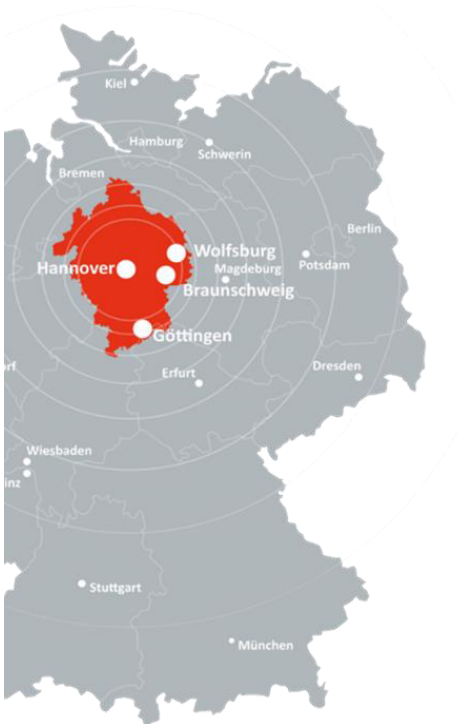 Kiel
Hamburg
Schwerin
Bremen
Berlin
Wolfsburg
Hannover
Magdeburg
Potsdam
Braunschweig
Göttingen
Erfurt
Dresden
Wiesbaden
Stuttgart
München